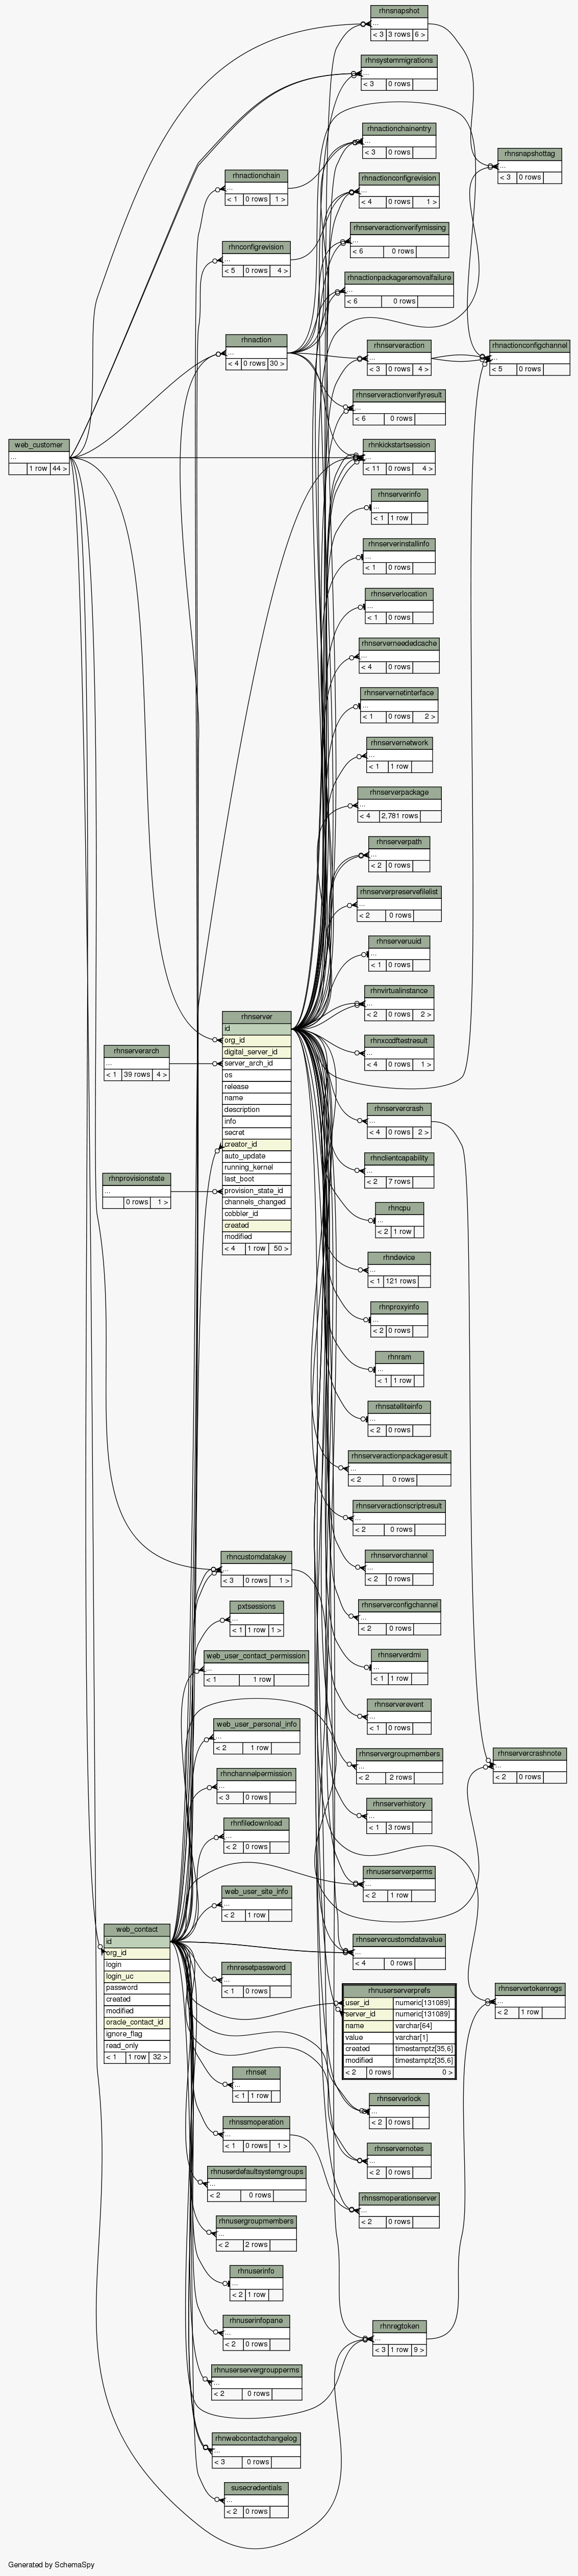 rhnsnapshot
...
< 3 3 rows 6 >
rhnsystemmigrations
...
< 3 0 rows
rhnactionchainentry
...
< 3 0 rows
rhnsnapshottag
...
< 3 0 rows
rhnactionchain
...
< 1 0 rows 1 >
rhnactionconfigrevision
...
< 4 0 rows 1 >
rhnserveractionverifymissing
...
< 6 0 rows
rhnconfigrevision
...
< 5 0 rows 4 >
rhnactionpackageremovalfailure
...
< 6 0 rows
rhnaction
...
< 4 0 rows 30 >
rhnserveraction
...
< 3 0 rows 4 >
rhnactionconfigchannel
...
< 5 0 rows
rhnserveractionverifyresult
...
< 6 0 rows
web_customer
...
1 row 44 >
rhnkickstartsession
...
< 11 0 rows 4 >
rhnserverinfo
...
< 1 1 row
rhnserverinstallinfo
...
< 1 0 rows
rhnserverlocation
...
< 1 0 rows
rhnserverneededcache
...
< 4 0 rows
rhnservernetinterface
...
< 1 0 rows 2 >
rhnservernetwork
...
< 1 1 row
rhnserverpackage
...
< 4 2,781 rows
rhnserverpath
...
< 2 0 rows
rhnserverpreservefilelist
...
< 2 0 rows
rhnserveruuid
...
< 1 0 rows
rhnvirtualinstance
...
< 2 0 rows 2 >
rhnxccdftestresult
...
< 4 0 rows 1 >
rhnserver
id
org_id
digital_server_id
server_arch_id
os
release
name
description
info
secret
creator_id
auto_update
running_kernel
last_boot
provision_state_id
channels_changed
cobbler_id
created
modified
< 4 1 row 50 >
rhnserverarch
...
< 1 39 rows 4 >
rhnprovisionstate
...
0 rows 1 >
rhnservercrash
...
< 4 0 rows 2 >
rhnclientcapability
...
< 2 7 rows
rhncpu
...
< 2 1 row
rhndevice
...
< 1 121 rows
rhnproxyinfo
...
< 2 0 rows
rhnram
...
< 1 1 row
rhnsatelliteinfo
...
< 2 0 rows
rhnserveractionpackageresult
...
< 2 0 rows
rhnserveractionscriptresult
...
< 2 0 rows
rhnserverchannel
...
< 2 0 rows
rhncustomdatakey
...
< 3 0 rows 1 >
rhnserverconfigchannel
...
< 2 0 rows
pxtsessions
...
< 1 1 row 1 >
web_user_contact_permission
...
< 1 1 row
rhnserverdmi
...
< 1 1 row
rhnserverevent
...
< 1 0 rows
web_user_personal_info
...
< 2 1 row
rhnservergroupmembers
...
< 2 2 rows
rhnservercrashnote
...
< 2 0 rows
rhnchannelpermission
...
< 3 0 rows
rhnserverhistory
...
< 1 3 rows
rhnfiledownload
...
< 2 0 rows
rhnuserserverperms
...
< 2 1 row
web_user_site_info
...
< 2 1 row
web_contact
id
org_id
login
login_uc
password
created
modified
oracle_contact_id
ignore_flag
read_only
< 1 1 row 32 >
rhnservercustomdatavalue
...
< 4 0 rows
rhnresetpassword
...
< 1 0 rows
rhnuserserverprefs
user_id numeric[131089]
server_id numeric[131089]
name varchar[64]
value varchar[1]
created timestamptz[35,6]
modified timestamptz[35,6]
< 2 0 rows 0 >
rhnservertokenregs
...
< 2 1 row
rhnset
...
< 1 1 row
rhnserverlock
...
< 2 0 rows
rhnssmoperation
...
< 1 0 rows 1 >
rhnservernotes
...
< 2 0 rows
rhnuserdefaultsystemgroups
...
< 2 0 rows
rhnssmoperationserver
...
< 2 0 rows
rhnusergroupmembers
...
< 2 2 rows
rhnuserinfo
...
< 2 1 row
rhnuserinfopane
...
< 2 0 rows
rhnregtoken
...
< 3 1 row 9 >
rhnuserservergroupperms
...
< 2 0 rows
rhnwebcontactchangelog
...
< 3 0 rows
susecredentials
...
< 2 0 rows
Generated by SchemaSpy